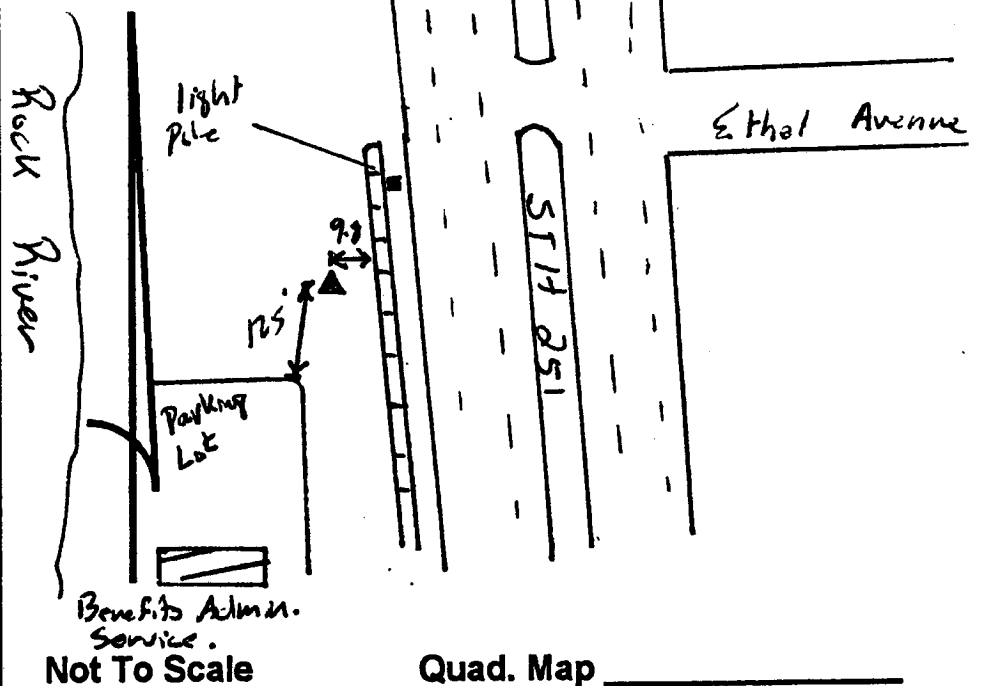 Rock River
light
Pole
Ethel Avenue
9.8
125'
STH 251
Parking
Lot
Benefits Admin.
Service.
Not To Scale
Quad. Map